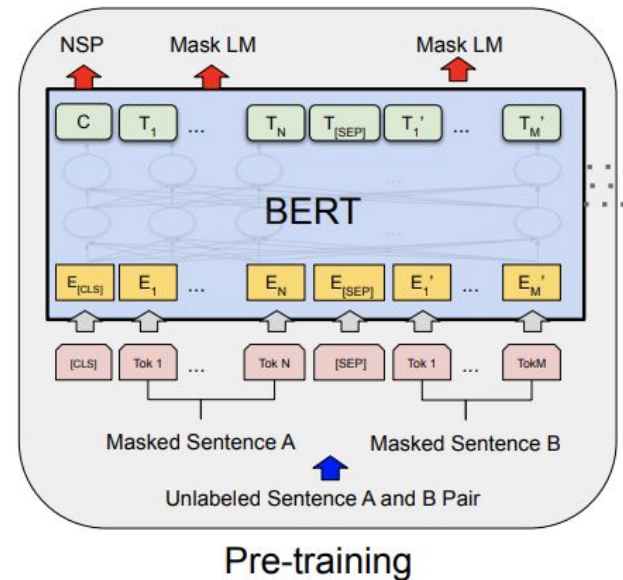 NSP Mask LM Mask LM
C T1 ... TN T[SEP] T1' ... TM'
...
BERT
...
E[CLS] E1 ... EN E[SEP] E1' ... EM'
[CLS] Tok 1 ... Tok N [SEP] Tok 1 ... TokM
Masked Sentence A Masked Sentence B
Unlabeled Sentence A and B Pair
Pre-training